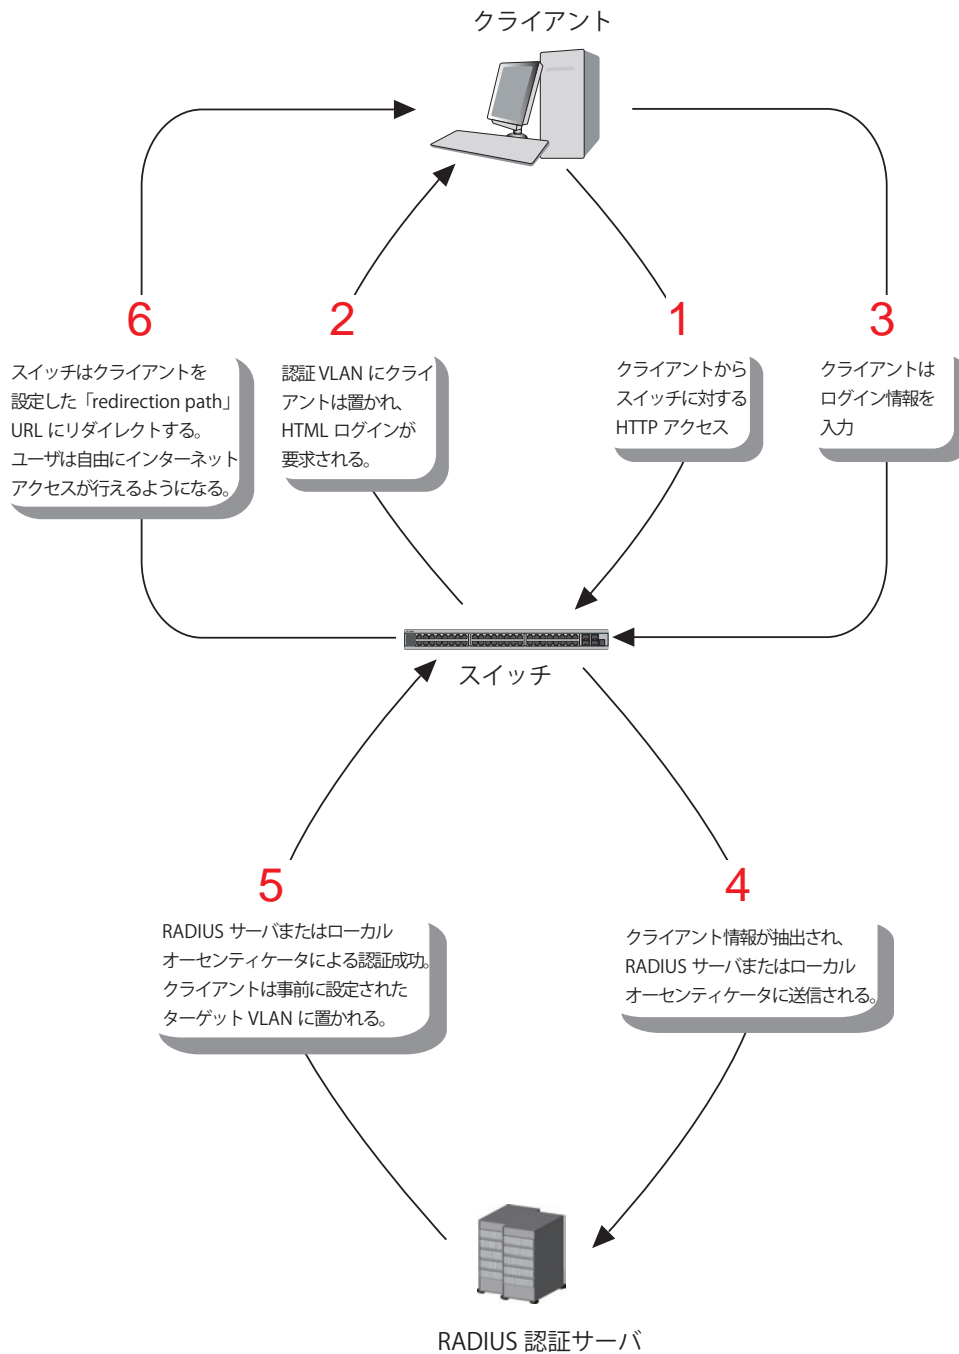 クライアント
6
スイッチはクライアントを
設定した「redirection path」
URL にリダイレクトする。
ユーザは自由にインターネット
アクセスが行えるようになる。
2
認証 VLAN にクライ
アントは置かれ、
HTML ログインが
要求される。
1
クライアントから
スイッチに対する
HTTP アクセス
3
クライアントは
ログイン情報を
入力
スイッチ
5
RADIUS サーバまたはローカル
オーセンティケータによる認証成功。
クライアントは事前に設定された
ターゲット VLAN に置かれる。
4
クライアント情報が抽出され、
RADIUS サーバまたはローカル
オーセンティケータに送信される。
RADIUS 認証サーバ